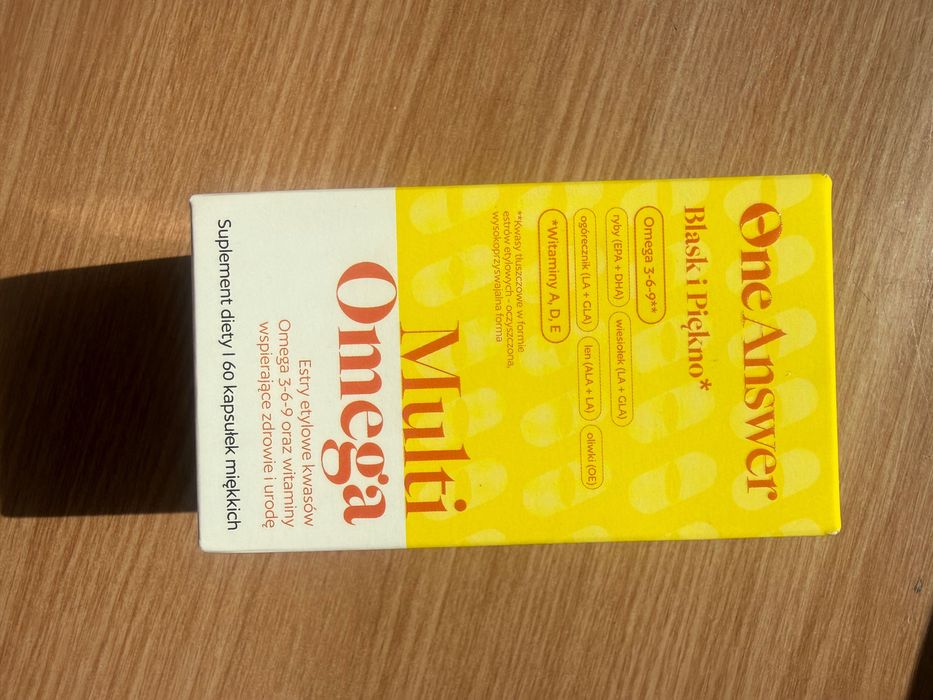 OneAnswer
Blask i Piękno*
Omega 3-6-9**
ryby (EPA + DHA)
wiesiołek (LA + GLA)
ogórecznik (LA + GLA)
len (ALA + LA)
oliwki (OE)
*Witaminy A, D, E
**Kwasy tłuszczowe w formie
estrów etylowych - oczyszczona,
wysokoprzyswajalna forma
Multi
Omega
Estry etylowe kwasów
Omega 3-6-9 oraz witaminy
wspierające zdrowie i urodę
Suplement diety I 60 kapsułek miękkich